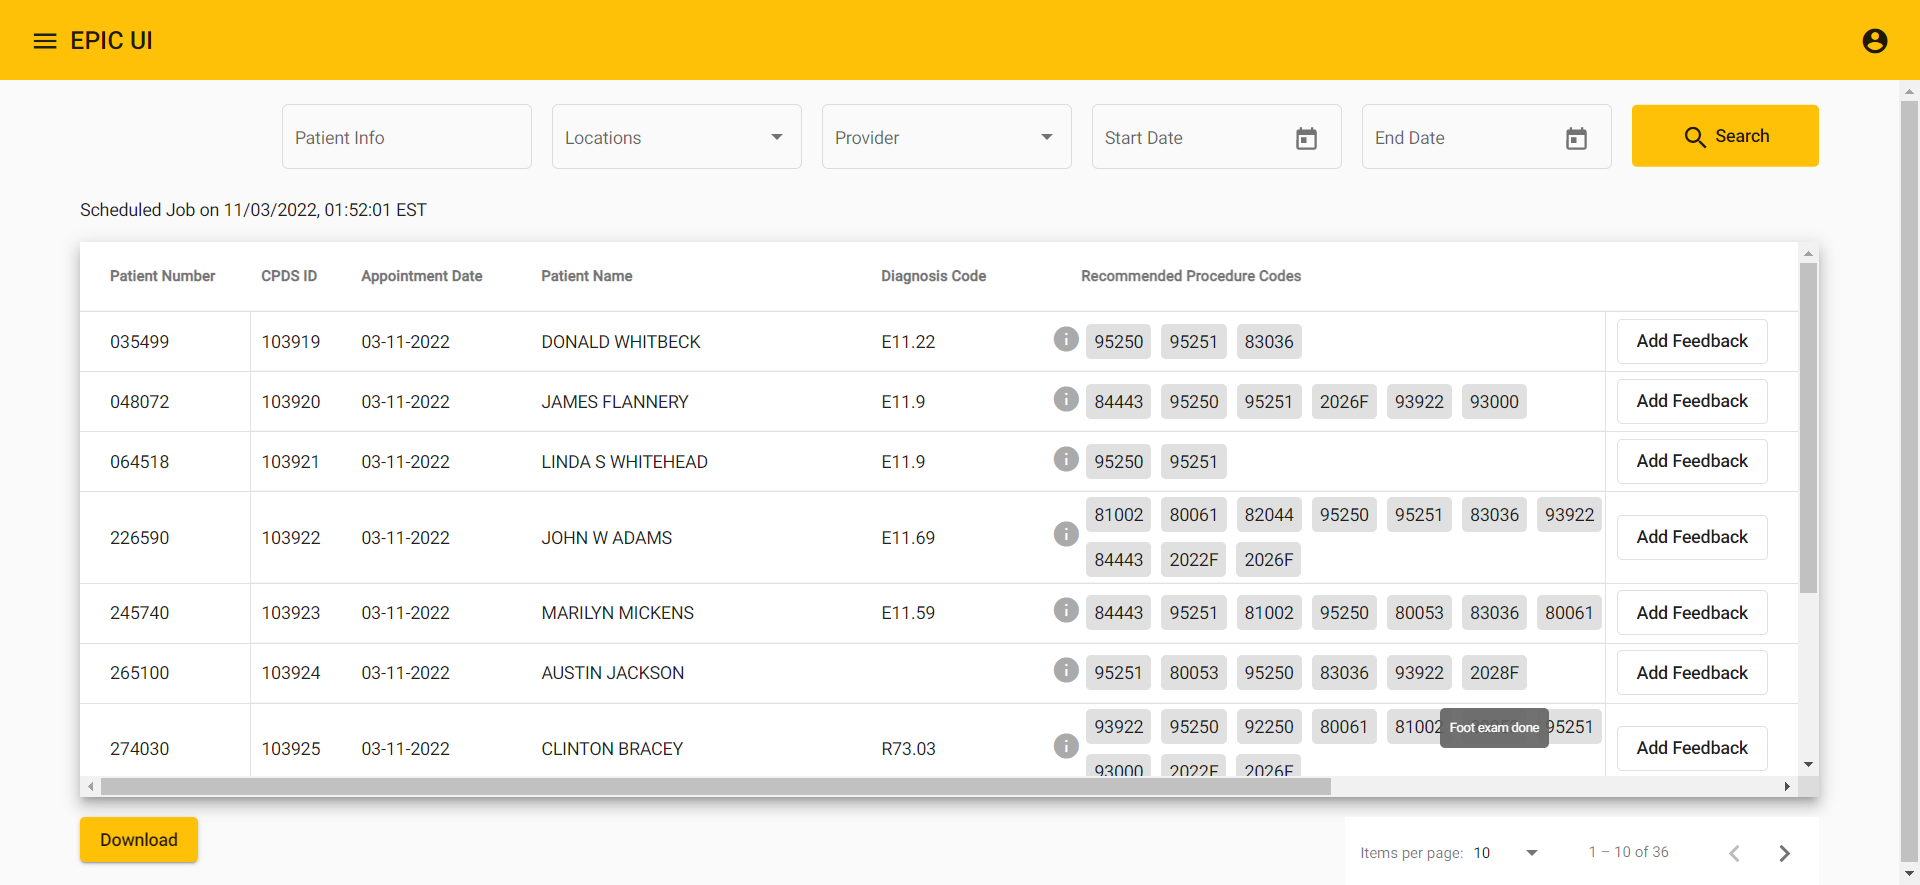 EPIC UI
Patient Info Locations Provider Start Date End Date Search
Scheduled Job on 11/03/2022, 01:52:01 EST
Patient Number CPDS ID Appointment Date Patient Name Diagnosis Code Recommended Procedure Codes
035499 103919 03-11-2022 DONALD WHITBECK E11.22 95250 95251 83036 Add Feedback
048072 103920 03-11-2022 JAMES FLANNERY E11.9 84443 95250 95251 2026F 93922 93000 Add Feedback
064518 103921 03-11-2022 LINDA S WHITEHEAD E11.9 95250 95251 Add Feedback
81002 80061 82044 95250 95251 83036 93922
226590 103922 03-11-2022 JOHN W ADAMS E11.69 Add Feedback
84443 2022F 2026F
245740 103923 03-11-2022 MARILYN MICKENS E11.59 84443 95251 81002 95250 80053 83036 80061 Add Feedback
265100 103924 03-11-2022 AUSTIN JACKSON 95251 80053 95250 83036 93922 2028F Add Feedback
93922 95250 92250 80061 81002 Foot exam done 95251
274030 103925 03-11-2022 CLINTON BRACEY R73.03 Add Feedback
93000 2022F 2026F
Download
Items per page: 10 1 – 10 of 36